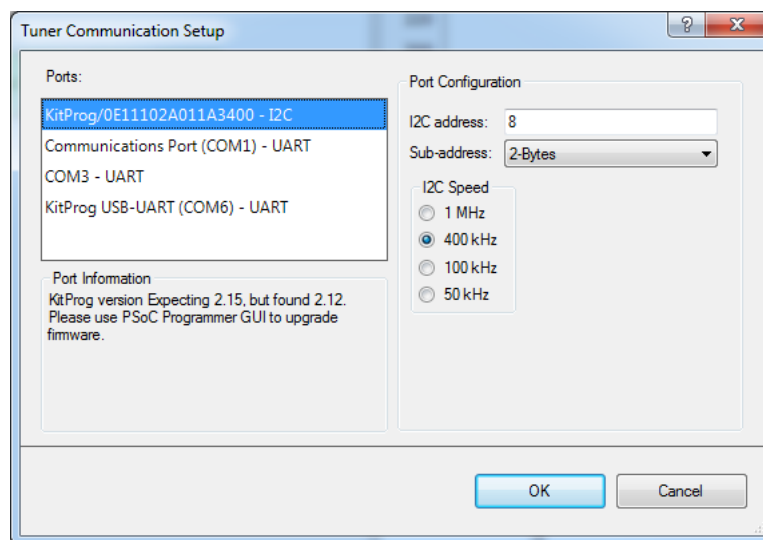 Tuner Communication Setup
Ports:
KitProg/0E11102A011A3400 - I2C
Communications Port (COM1) - UART
COM3 - UART
KitProg USB-UART (COM6) - UART
Port Information
KitProg version Expecting 2.15, but found 2.12.
Please use PSoC Programmer GUI to upgrade
firmware.
Port Configuration
I2C address: 8
Sub-address: 2-Bytes
I2C Speed
1 MHz
400 kHz
100 kHz
50 kHz
OK
Cancel